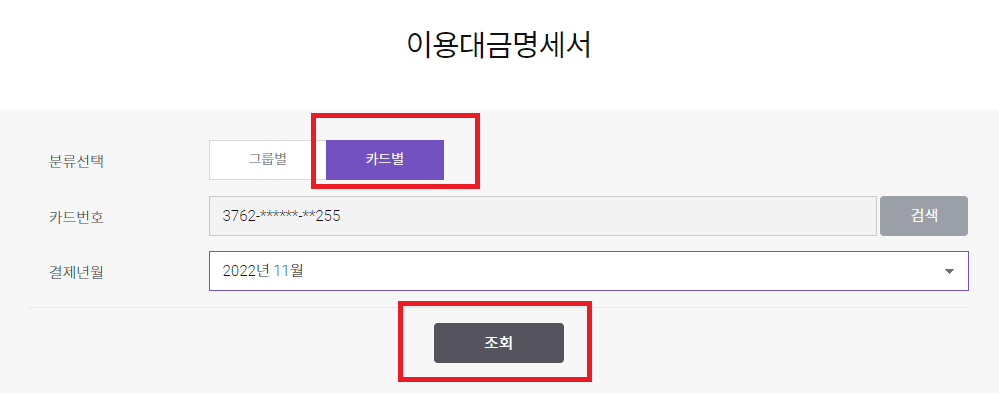 이용대금명세서
분류선택 그룹별 카드별
카드번호 3762-******-**255 검색
결제년월 2022년 11월
조회